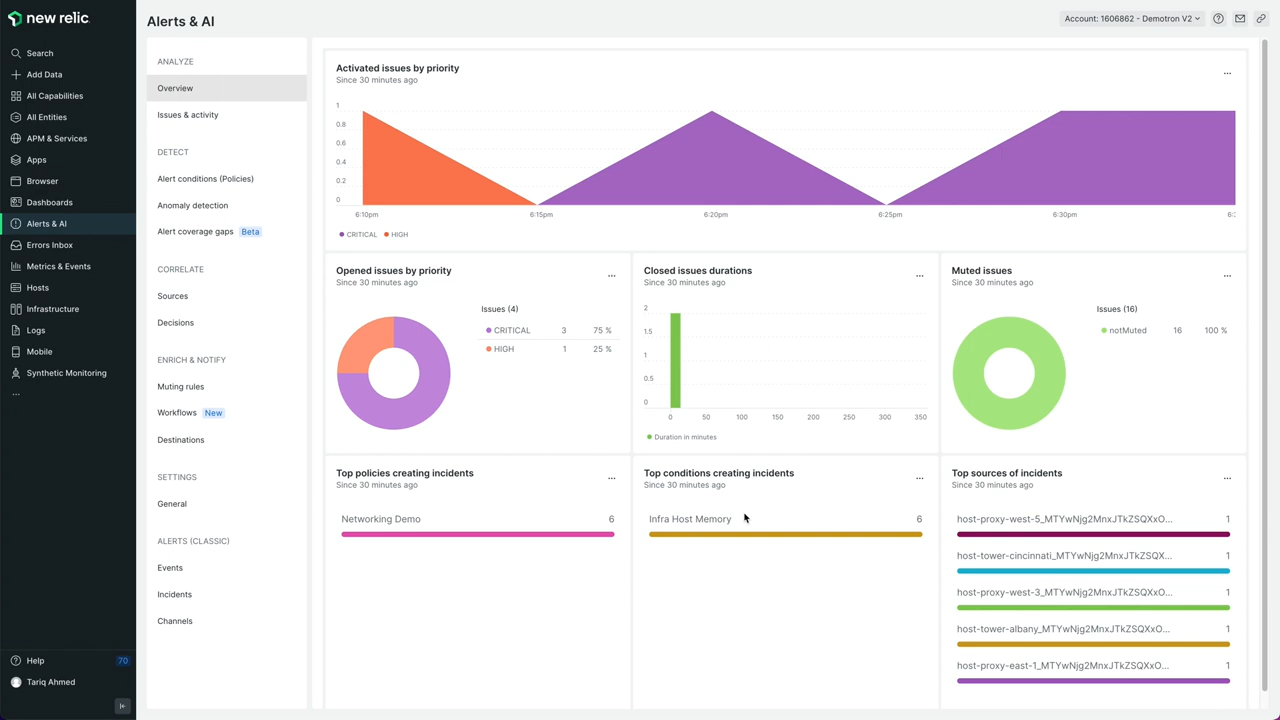 new relic
Search
Add Data
All Capabilities
All Entities
APM & Services
Apps
Browser
Dashboards
Alerts & AI
Errors Inbox
Metrics & Events
Hosts
Infrastructure
Logs
Mobile
Synthetic Monitoring
...
Help 70
Tariq Ahmed
Alerts & AI
Account: 1606862 - Demotron V2
ANALYZE
Overview
Issues & activity
DETECT
Alert conditions (Policies)
Anomaly detection
Alert coverage gaps Beta
CORRELATE
Sources
Decisions
ENRICH & NOTIFY
Muting rules
Workflows New
Destinations
SETTINGS
General
ALERTS (CLASSIC)
Events
Incidents
Channels
Activated issues by priority
Since 30 minutes ago
1
0.8
0.6
0.4
0.2
0
6:10pm 6:15pm 6:20pm 6:25pm 6:30pm 6:
CRITICAL HIGH
Opened issues by priority
Since 30 minutes ago
Issues (4)
CRITICAL 3 75 %
HIGH 1 25 %
Closed issues durations
Since 30 minutes ago
2
1.5
1
0.5
0
0 50 100 150 200 250 300 350
Duration in minutes
Muted issues
Since 30 minutes ago
Issues (16)
notMuted 16 100 %
Top policies creating incidents
Since 30 minutes ago
Networking Demo 6
Top conditions creating incidents
Since 30 minutes ago
Infra Host Memory 6
Top sources of incidents
Since 30 minutes ago
host-proxy-west-5_MTYwNjg2MnxJTkZSQXxO... 1
host-tower-cincinnati_MTYwNjg2MnxJTkZSQX... 1
host-proxy-west-3_MTYwNjg2MnxJTkZSQXxO... 1
host-tower-albany_MTYwNjg2MnxJTkZSQXxO... 1
host-proxy-east-1_MTYwNjg2MnxJTkZSQXxO... 1